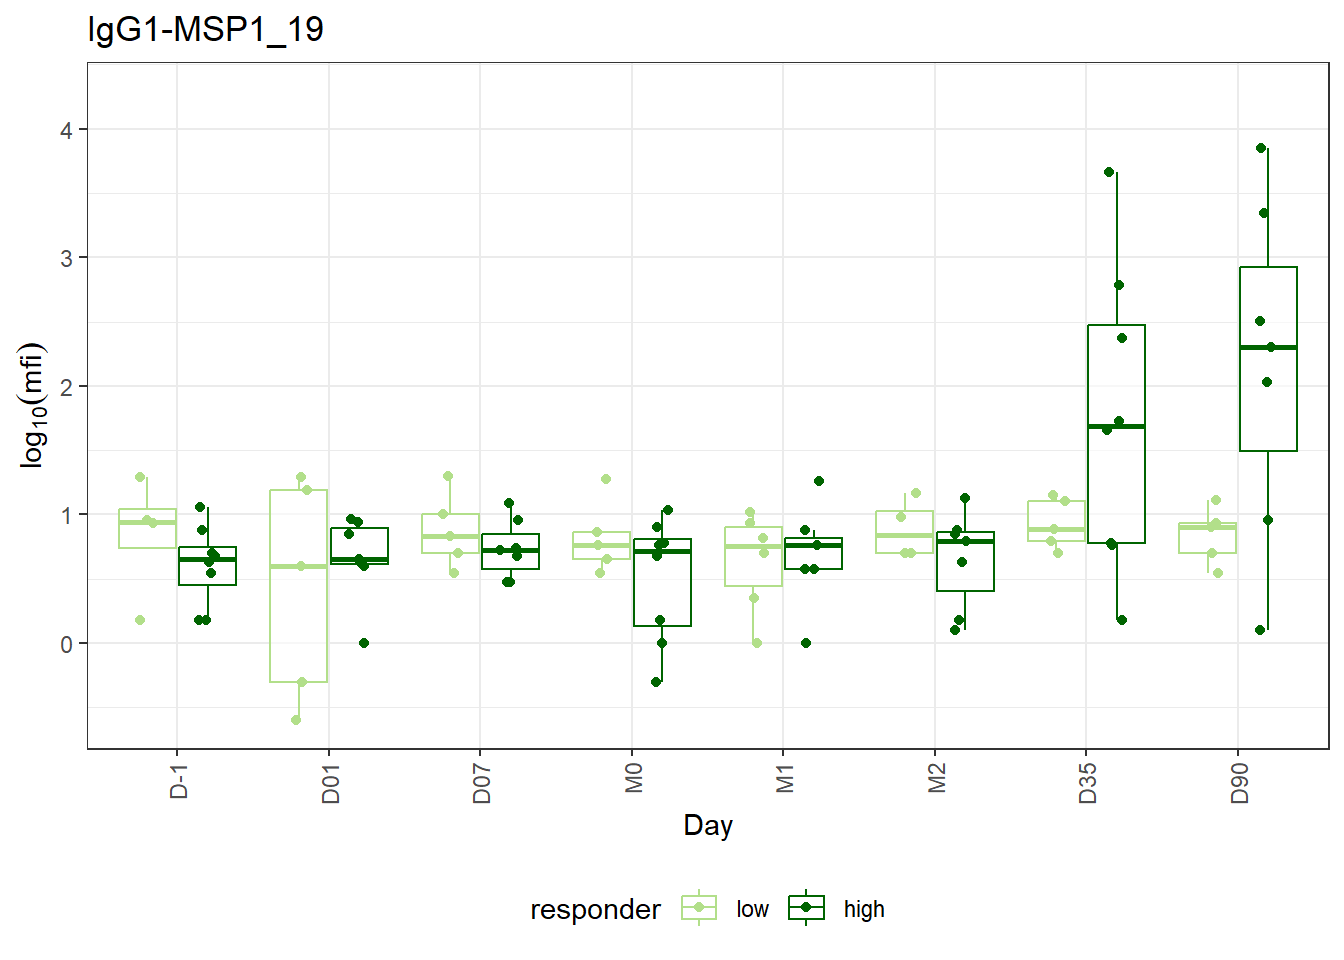 IgG1-MSP1_19
log10(mfi)
4
3
2
1
0
D-1 D01 D07 M0 M1 M2 D35 D90
Day
responder low high